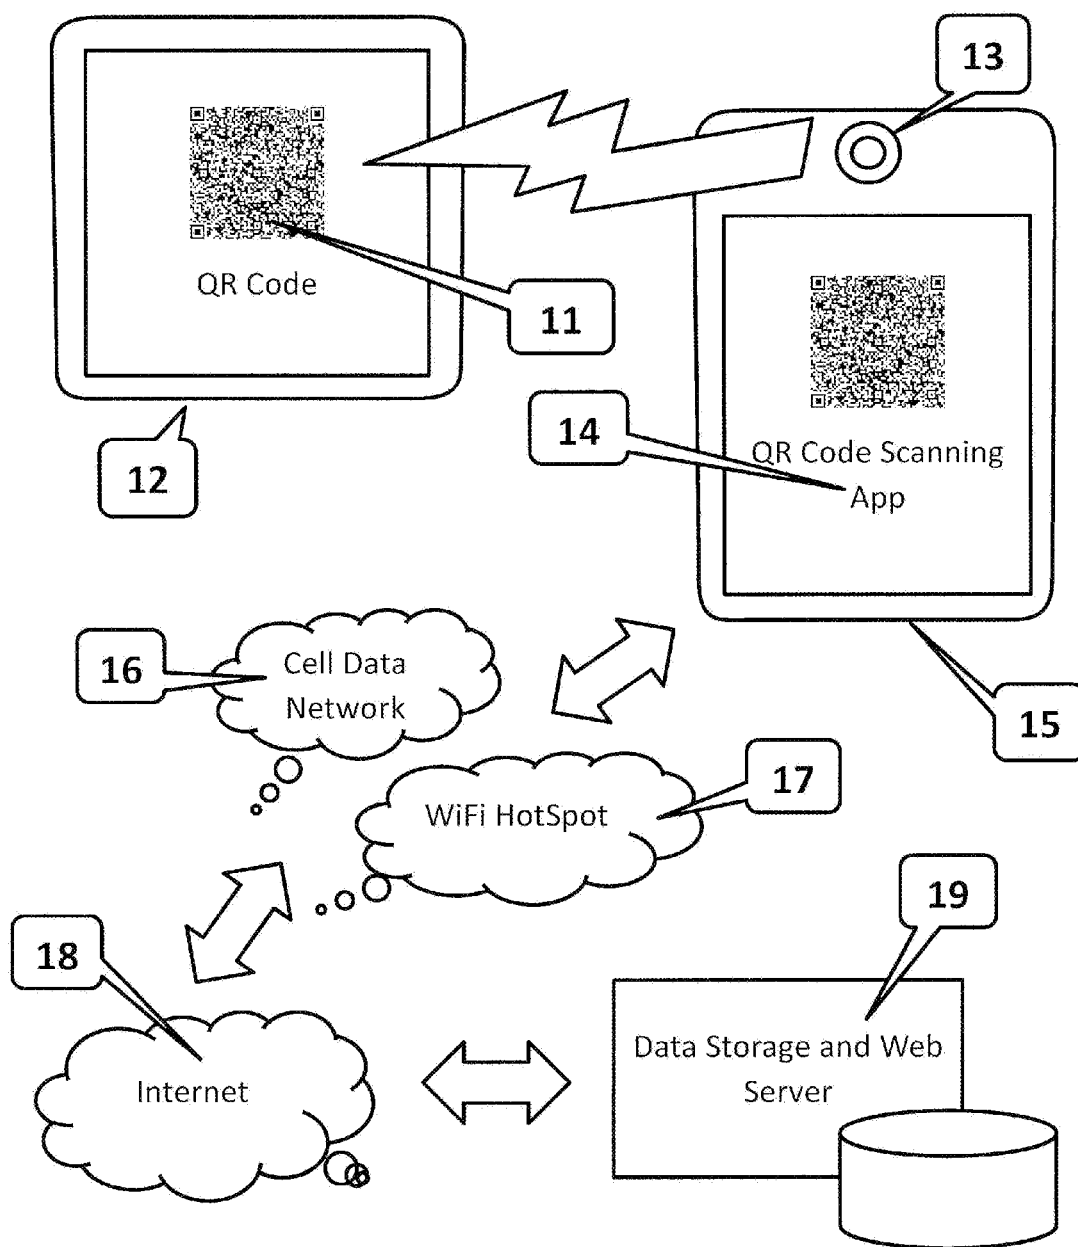 13
QR Code
11
14
QR Code Scanning
App
12
16
Cell Data
Network
15
17
WiFi HotSpot
19
18
Data Storage and Web
Server
Internet